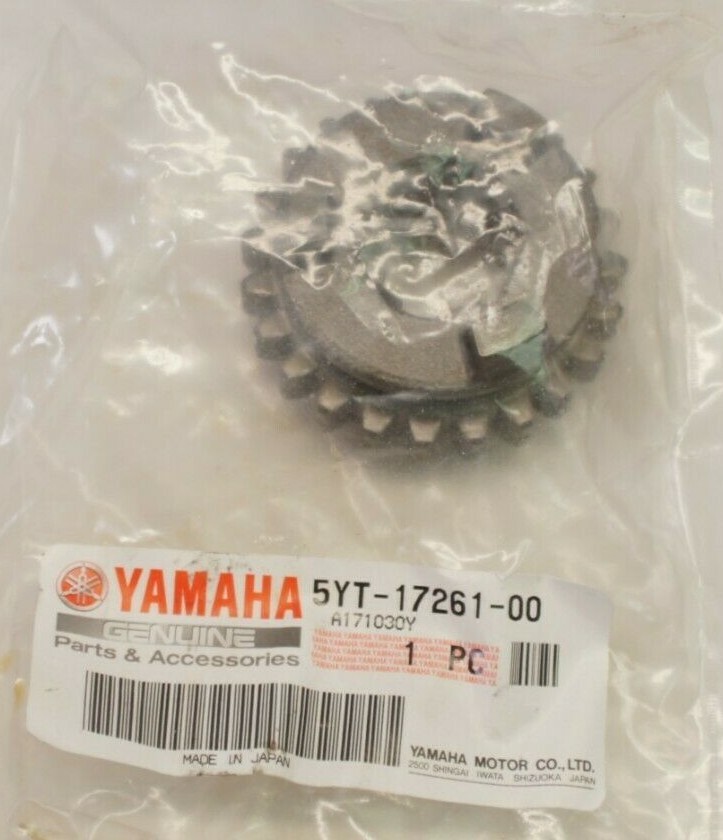 YAMAHA 5YT-17261-00
A171030Y
GENUINE
Parts & Accessories
1 PC
MADE IN JAPAN
YAMAHA MOTOR CO., LTD.
2500 SHINGAI IWATA SHIZUOKA JAPAN